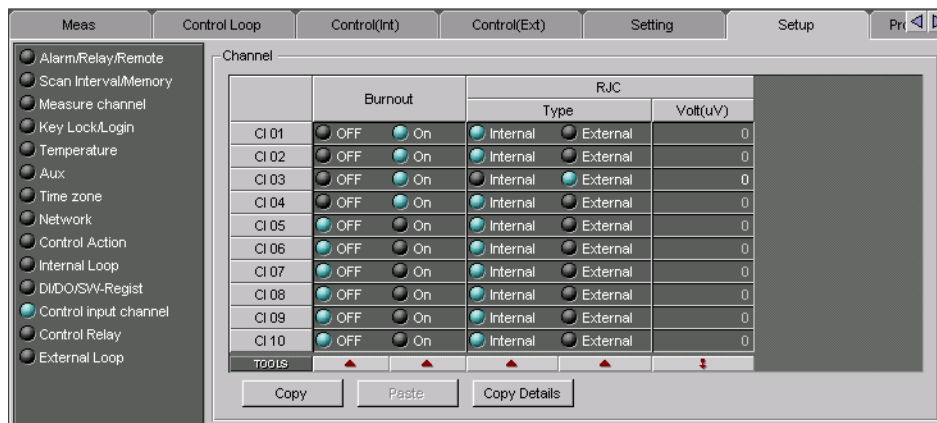 Meas Control Loop Control(Int) Control(Ext) Setting Setup
Alarm/Relay/Remote
Scan Interval/Memory
Measure channel
Key Lock/Login
Temperature
Aux
Time zone
Network
Control Action
Internal Loop
DI/DO/SW-Regist
Control input channel
Control Relay
External Loop
Channel
Burnout RJC
Type Volt(uV)
CI 01 OFF On Internal External 0
CI 02 OFF On Internal External 0
CI 03 OFF On Internal External 0
CI 04 OFF On Internal External 0
CI 05 OFF On Internal External 0
CI 06 OFF On Internal External 0
CI 07 OFF On Internal External 0
CI 08 OFF On Internal External 0
CI 09 OFF On Internal External 0
CI 10 OFF On Internal External 0
TOOLS
Copy Paste Copy Details